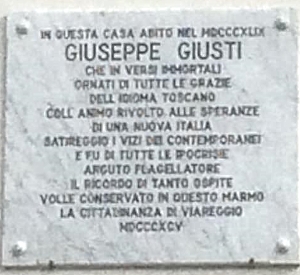 IN QUESTA CASA ABITÒ NEL MDCCCXLIX
GIUSEPPE GIUSTI
CHE IN VERSI IMMORTALI
ORNATI DI TUTTE LE GRAZIE
DELL'IDIOMA TOSCANO
COLL'ANIMO RIVOLTO ALLE SPERANZE
DI UNA NUOVA ITALIA
SATIREGGIÒ I VIZI DEI CONTEMPORANEI
E FU DI TUTTE LE IPOCRISIE
ARGUTO FLAGELLATORE
IL RICORDO DI TANTO OSPITE
VOLLE CONSERVATO IN QUESTO MARMO
LA CITTADINANZA DI VIAREGGIO
MDCCCXCV